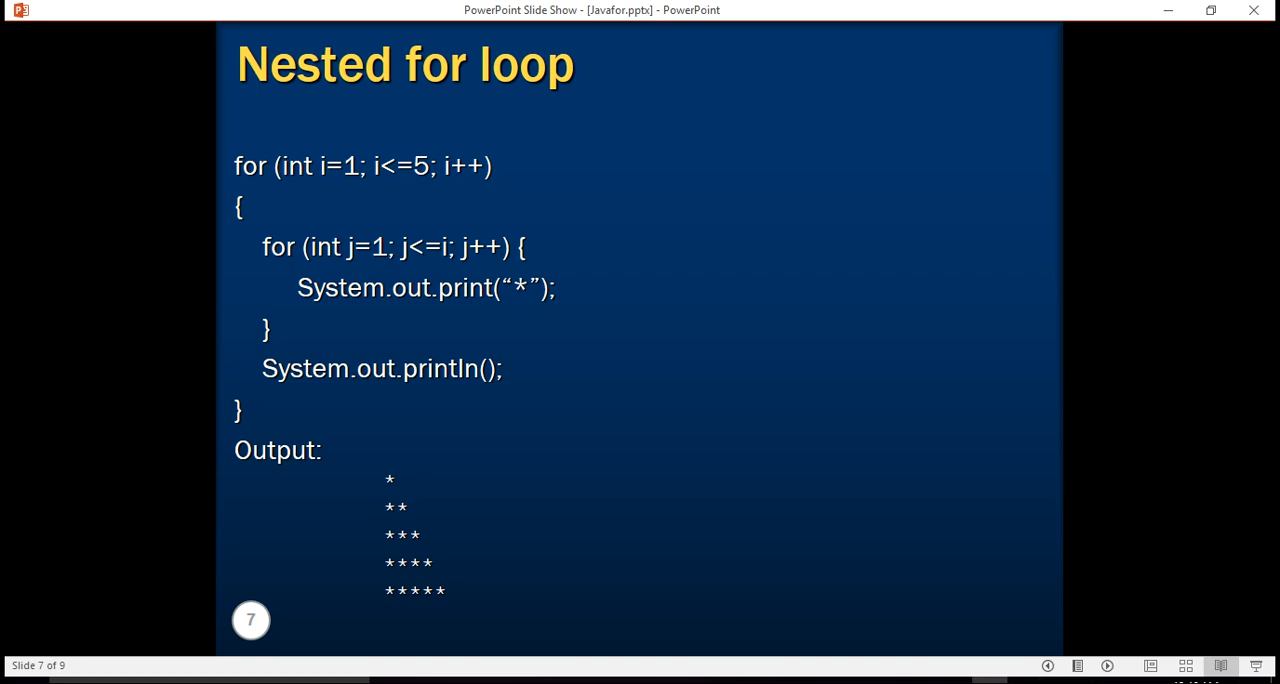 PowerPoint Slide Show - [Javafor.pptx] - PowerPoint
Nested for loop
for (int i=1; i<=5; i++)
{
for (int j=1; j<=i; j++) {
System.out.print(“*”);
}
System.out.println();
}
Output:
*
**
***
****
*****
7
Slide 7 of 9